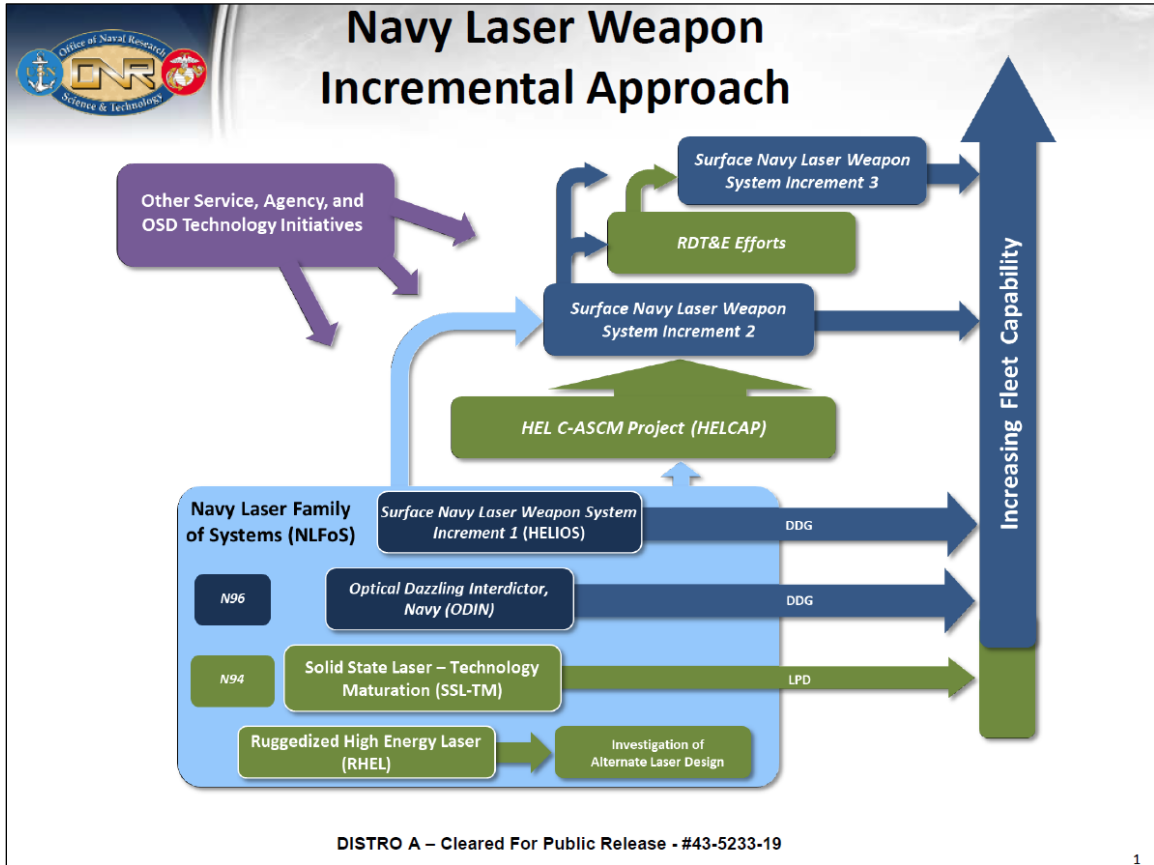 Office of Naval Research
ONR
Science & Technology
Navy Laser Weapon
Incremental Approach
Other Service, Agency, and
OSD Technology Initiatives
Surface Navy Laser Weapon
System Increment 3
RDT&E Efforts
Surface Navy Laser Weapon
System Increment 2
HEL C-ASCM Project (HELCAP)
Navy Laser Family
of Systems (NLFoS)
Surface Navy Laser Weapon System
Increment 1 (HELIOS)
DDG
N96
Optical Dazzling Interdictor,
Navy (ODIN)
DDG
N94
Solid State Laser – Technology
Maturation (SSL-TM)
LPD
Ruggedized High Energy Laser
(RHEL)
Investigation of
Alternate Laser Design
Increasing Fleet Capability
DISTRO A – Cleared For Public Release - #43-5233-19
1